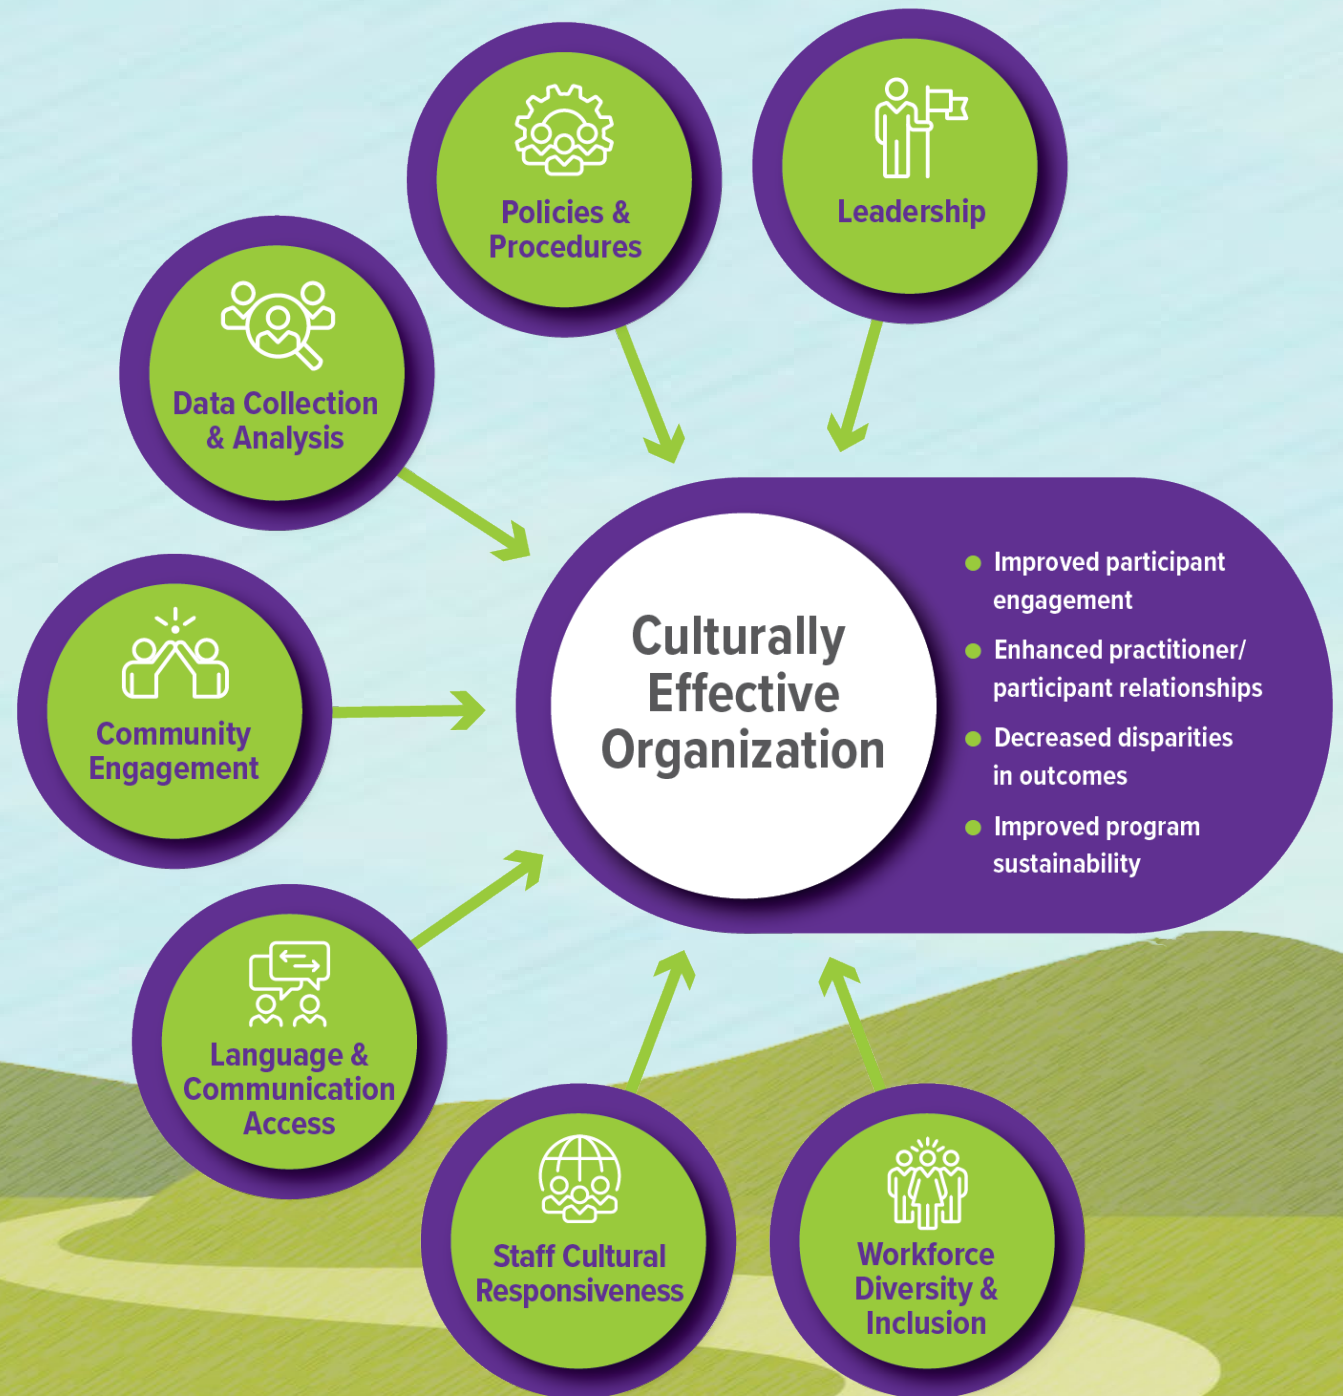 Policies &
Procedures
Leadership
Data Collection
& Analysis
Community
Engagement
Language &
Communication
Access
Staff Cultural
Responsiveness
Workforce
Diversity &
Inclusion
Culturally
Effective
Organization
Improved participant
engagement
Enhanced practitioner/
participant relationships
Decreased disparities
in outcomes
Improved program
sustainability